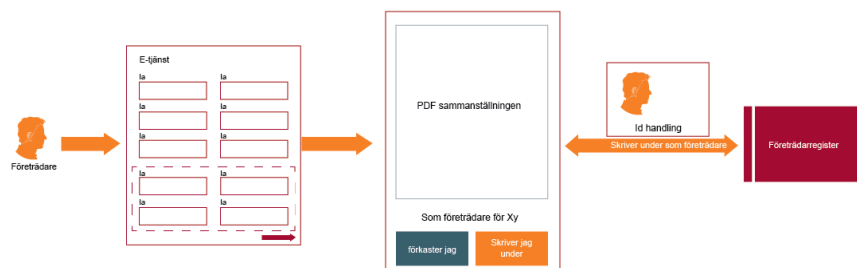 Företrädare
E-tjänst
la
la
la
la
la
la
la
la
la
la
PDF sammanställningen
Som företrädare för Xy
förkaster jag
Skriver jag
under
Id handling
Skriver under som företrädare
Företrädarregister